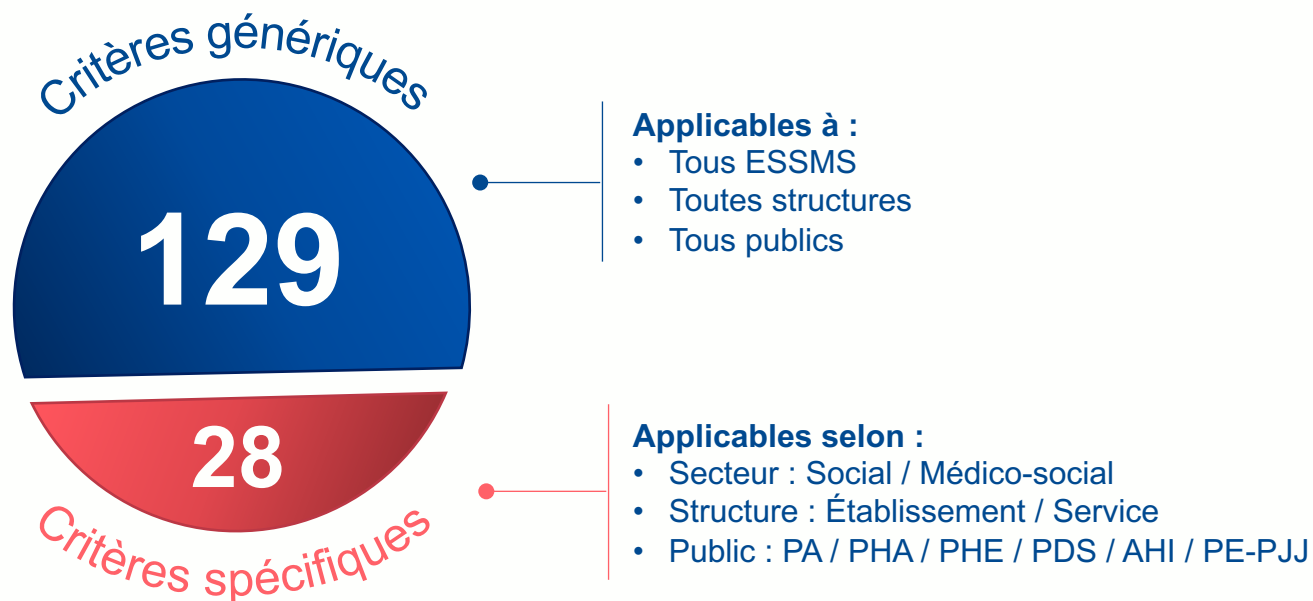 Critères génériques
129
Applicables à :
• Tous ESSMS
• Toutes structures
• Tous publics
28
Critères spécifiques
Applicables selon :
• Secteur : Social / Médico-social
• Structure : Établissement / Service
• Public : PA / PHA / PHE / PDS / AHI / PE-PJJ